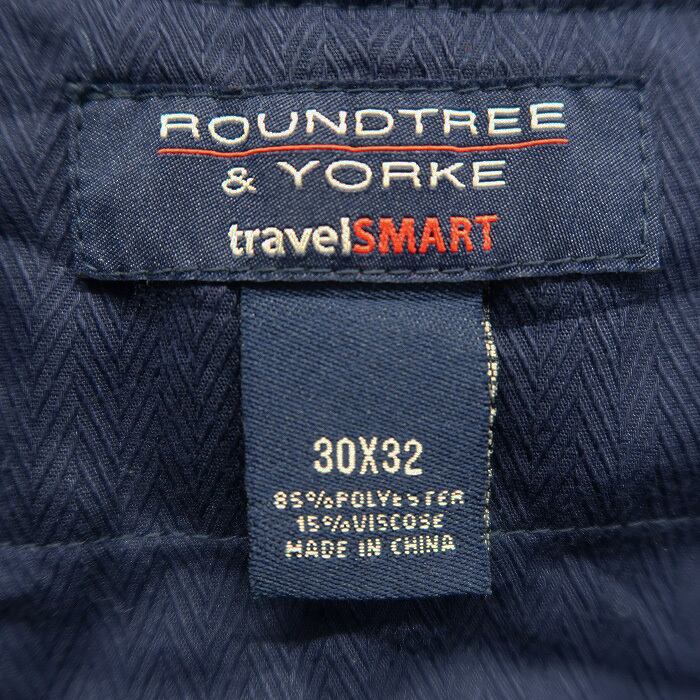 ROUNDTREE
& YORKE
travelSMART
30X32
85%POLYESTER
15%VISCOSE
MADE IN CHINA